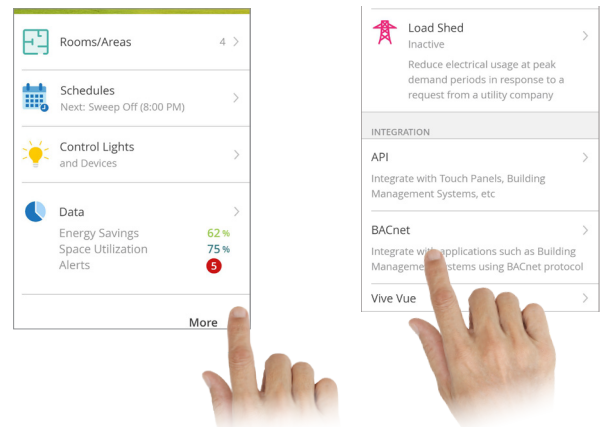 Rooms/Areas 4
Schedules
Next: Sweep Off (8:00 PM)
Control Lights
and Devices
Data
Energy Savings 62 %
Space Utilization 75 %
Alerts 5
More
Load Shed
Inactive
Reduce electrical usage at peak
demand periods in response to a
request from a utility company
INTEGRATION
API
Integrate with Touch Panels, Building
Management Systems, etc
BACnet
Integrate with applications such as Building
Management Systems using BACnet protocol
Vive Vue